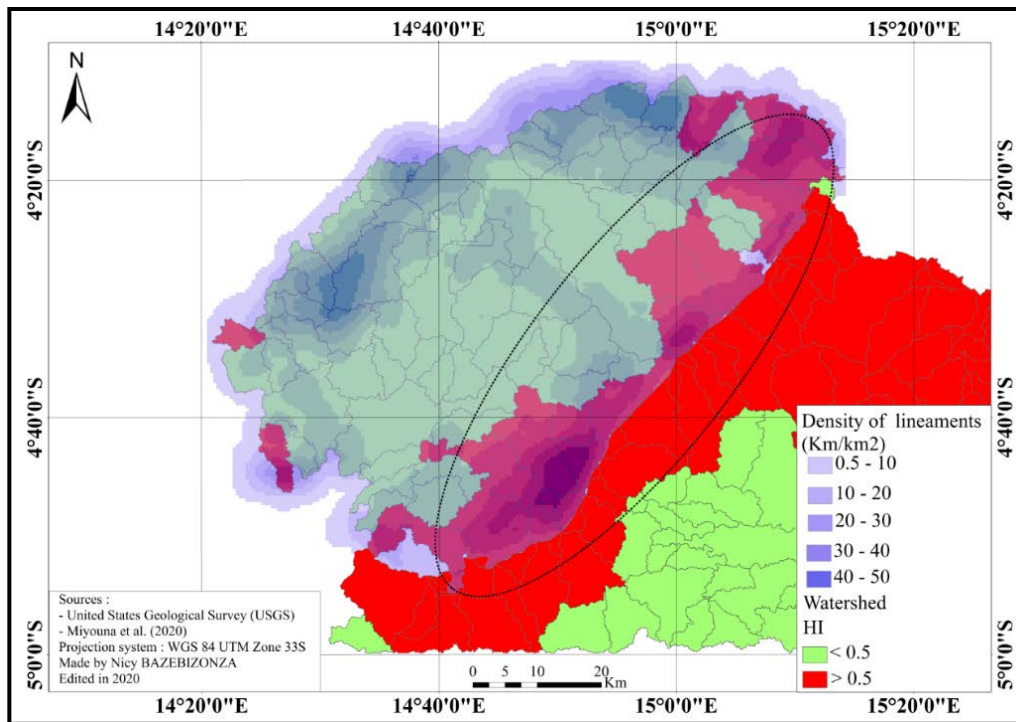 14°20'0"E 14°40'0"E 15°0'0"E 15°20'0"E
N
4°20'0"S 4°20'0"S
4°40'0"S 4°40'0"S
5°0'0"S 5°0'0"S
Density of lineaments
(Km/km2)
0.5 - 10
10 - 20
20 - 30
30 - 40
40 - 50
Watershed
HI
< 0.5
> 0.5
Sources :
- United States Geological Survey (USGS)
- Miyouna et al. (2020)
Projection system : WGS 84 UTM Zone 33S
Made by Nicy BAZEBIZONZA
Edited in 2020
0 5 10 20
Km
14°20'0"E 14°40'0"E 15°0'0"E 15°20'0"E